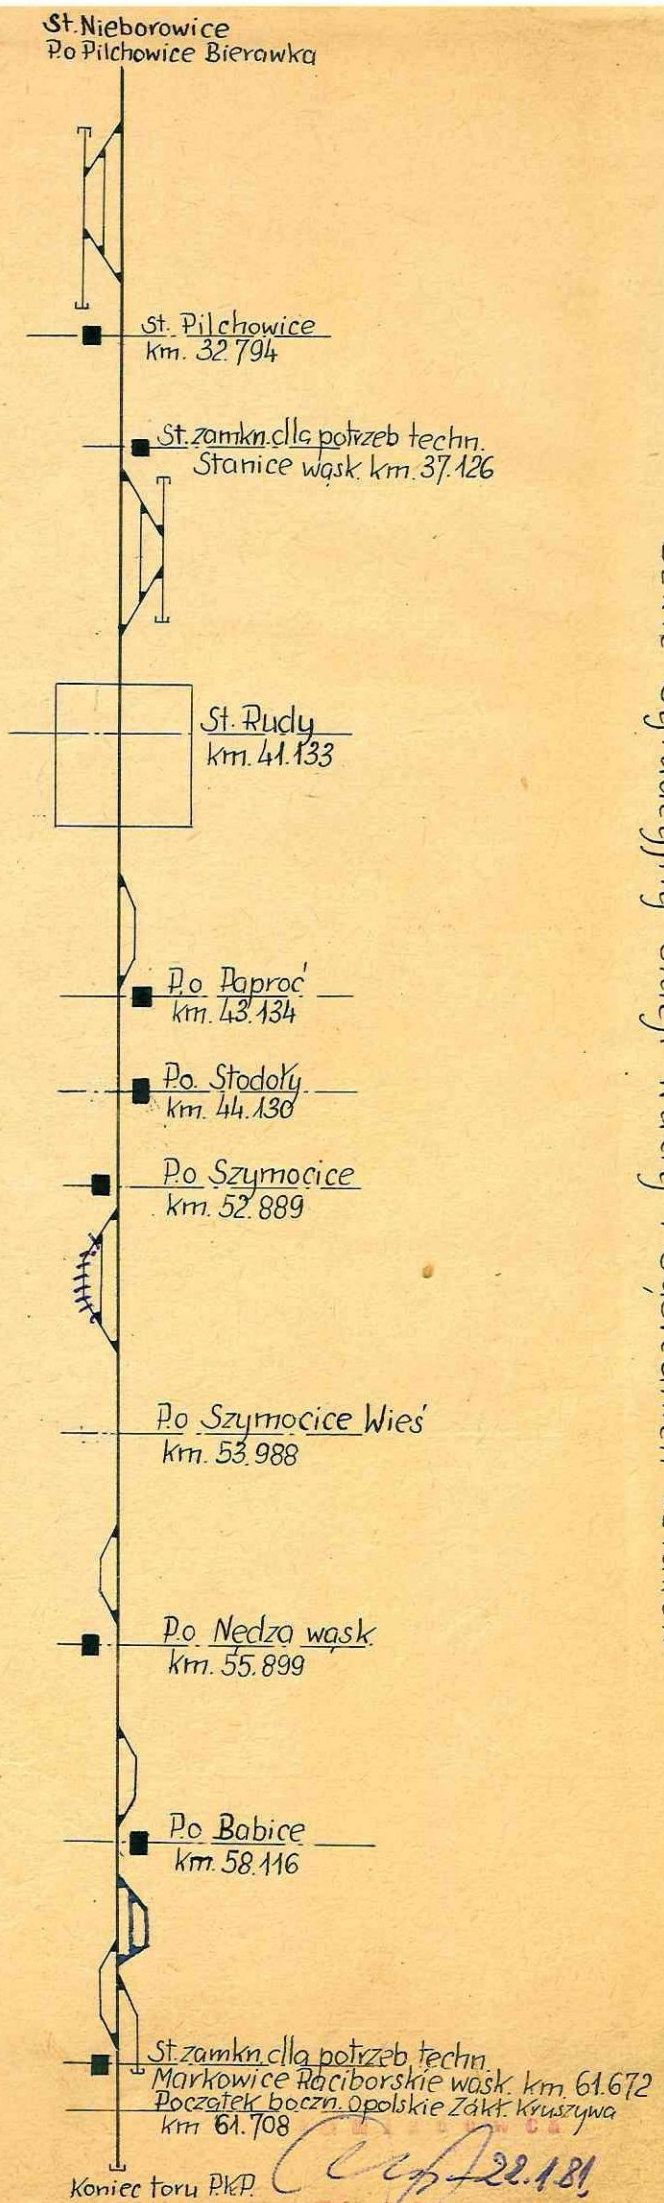 St. Nieborowice
P.o Pilchowice Bierawka
St. Pilchowice
km. 32.794
St. zamkn. dla potrzeb techn.
Stanice wąsk. km. 37.126
St. Rudy
km. 41.133
P.o Paproć
km. 43.134
P.o. Stodoły
km. 44.130
P.o Szymocice
km. 52.889
P.o Szymocice Wieś
km. 53.988
P.o Nędza wąsk.
km. 55.899
P.o Babice
km. 58.116
St. zamkn. dla potrzeb techn.
Markowice Raciborskie wąsk. km. 61.672
Początek boczn. Opolskie Zakł. Kruszywa
km 61.708
Koniec toru P.K.P.
22.1.81.